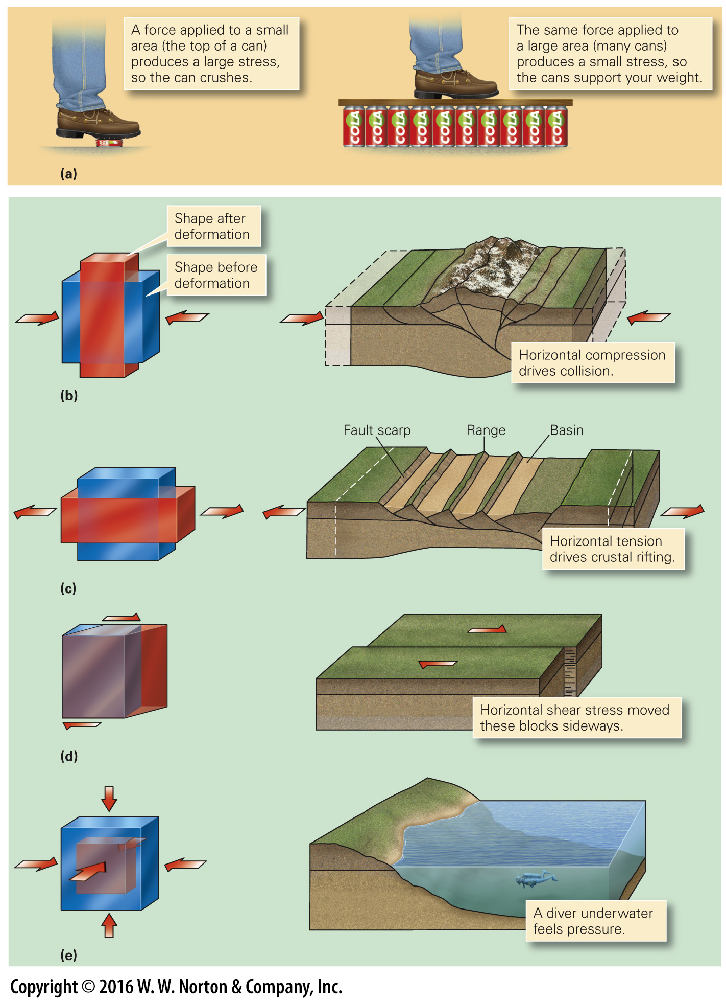 A force applied to a small
area (the top of a can)
produces a large stress,
so the can crushes.
The same force applied to
a large area (many cans)
produces a small stress, so
the cans support your weight.
COLA
COLA
COLA
COLA
COLA
COLA
COLA
COLA
COLA
COLA
(a)
Shape after
deformation
Shape before
deformation
Horizontal compression
drives collision.
(b)
Fault scarp
Range
Basin
Horizontal tension
drives crustal rifting.
(c)
Horizontal shear stress moved
these blocks sideways.
(d)
A diver underwater
feels pressure.
(e)
Copyright © 2016 W. W. Norton & Company, Inc.